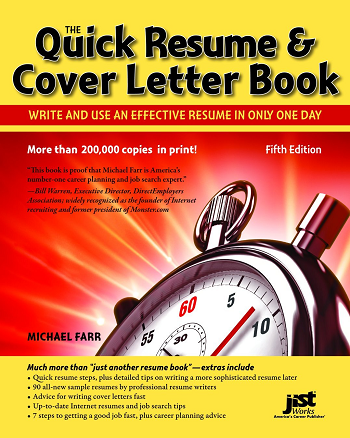 THE
Quick Resume &
Cover Letter Book
WRITE AND USE AN EFFECTIVE RESUME IN ONLY ONE DAY
More than 200,000 copies in print!
Fifth Edition
"This book is proof that Michael Farr is America's
number-one career planning and job search expert."
—Bill Warren, Executive Director, DirectEmployers
Association; widely recognized as the founder of Internet
recruiting and former president of Monster.com
55
60
5
10
30
MICHAEL FARR
Much more than "just another resume book"—extras include
• Quick resume steps, plus detailed tips on writing a more sophisticated resume later
• 90 all-new sample resumes by professional resume writers
• Advice for writing cover letters fast
• Up-to-date Internet resumes and job search tips
• 7 steps to getting a good job fast, plus career planning advice
jist
Works
America's Career Publisher